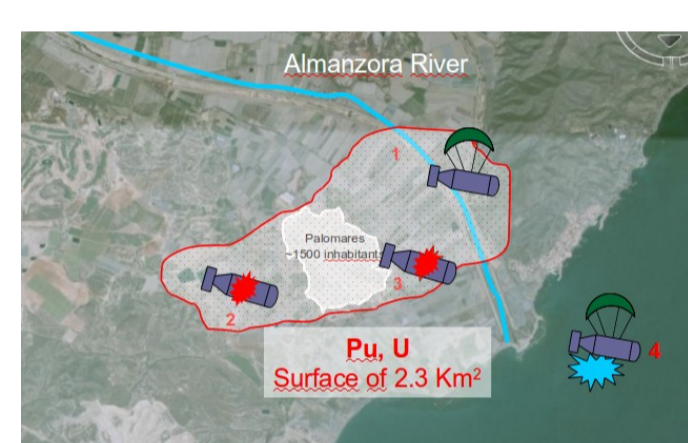 Almanzora River
1
Palomares
~1500 inhabitants
3
2
4
Pu, U
Surface of 2.3 Km²